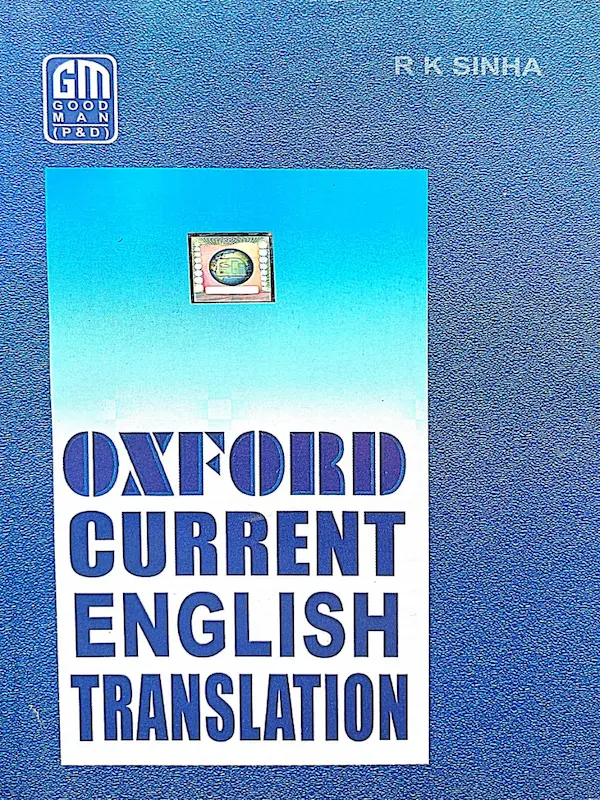 GM
GOOD
MAN
(P&D)
R K SINHA
OXFORD
CURRENT
ENGLISH
TRANSLATION